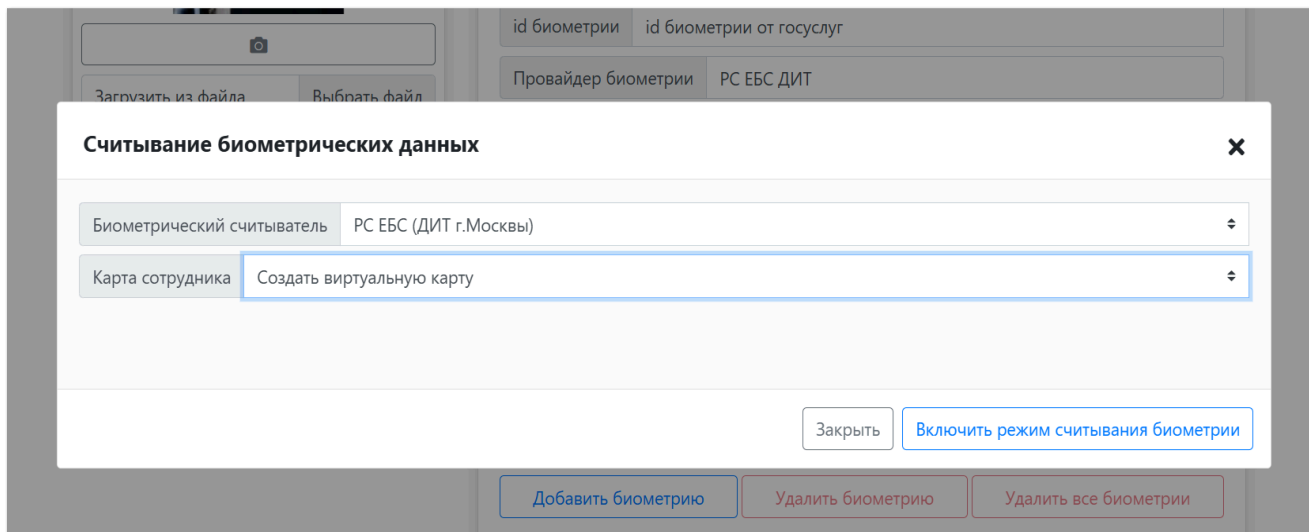 id биометрии id биометрии от госуслуг
Провайдер биометрии РС ЕБС ДИТ
Загрузить из файла Выбрать файл
Считывание биометрических данных
Биометрический считыватель РС ЕБС (ДИТ г.Москвы)
Карта сотрудника Создать виртуальную карту
Закрыть Включить режим считывания биометрии
Добавить биометрию Удалить биометрию Удалить все биометрии